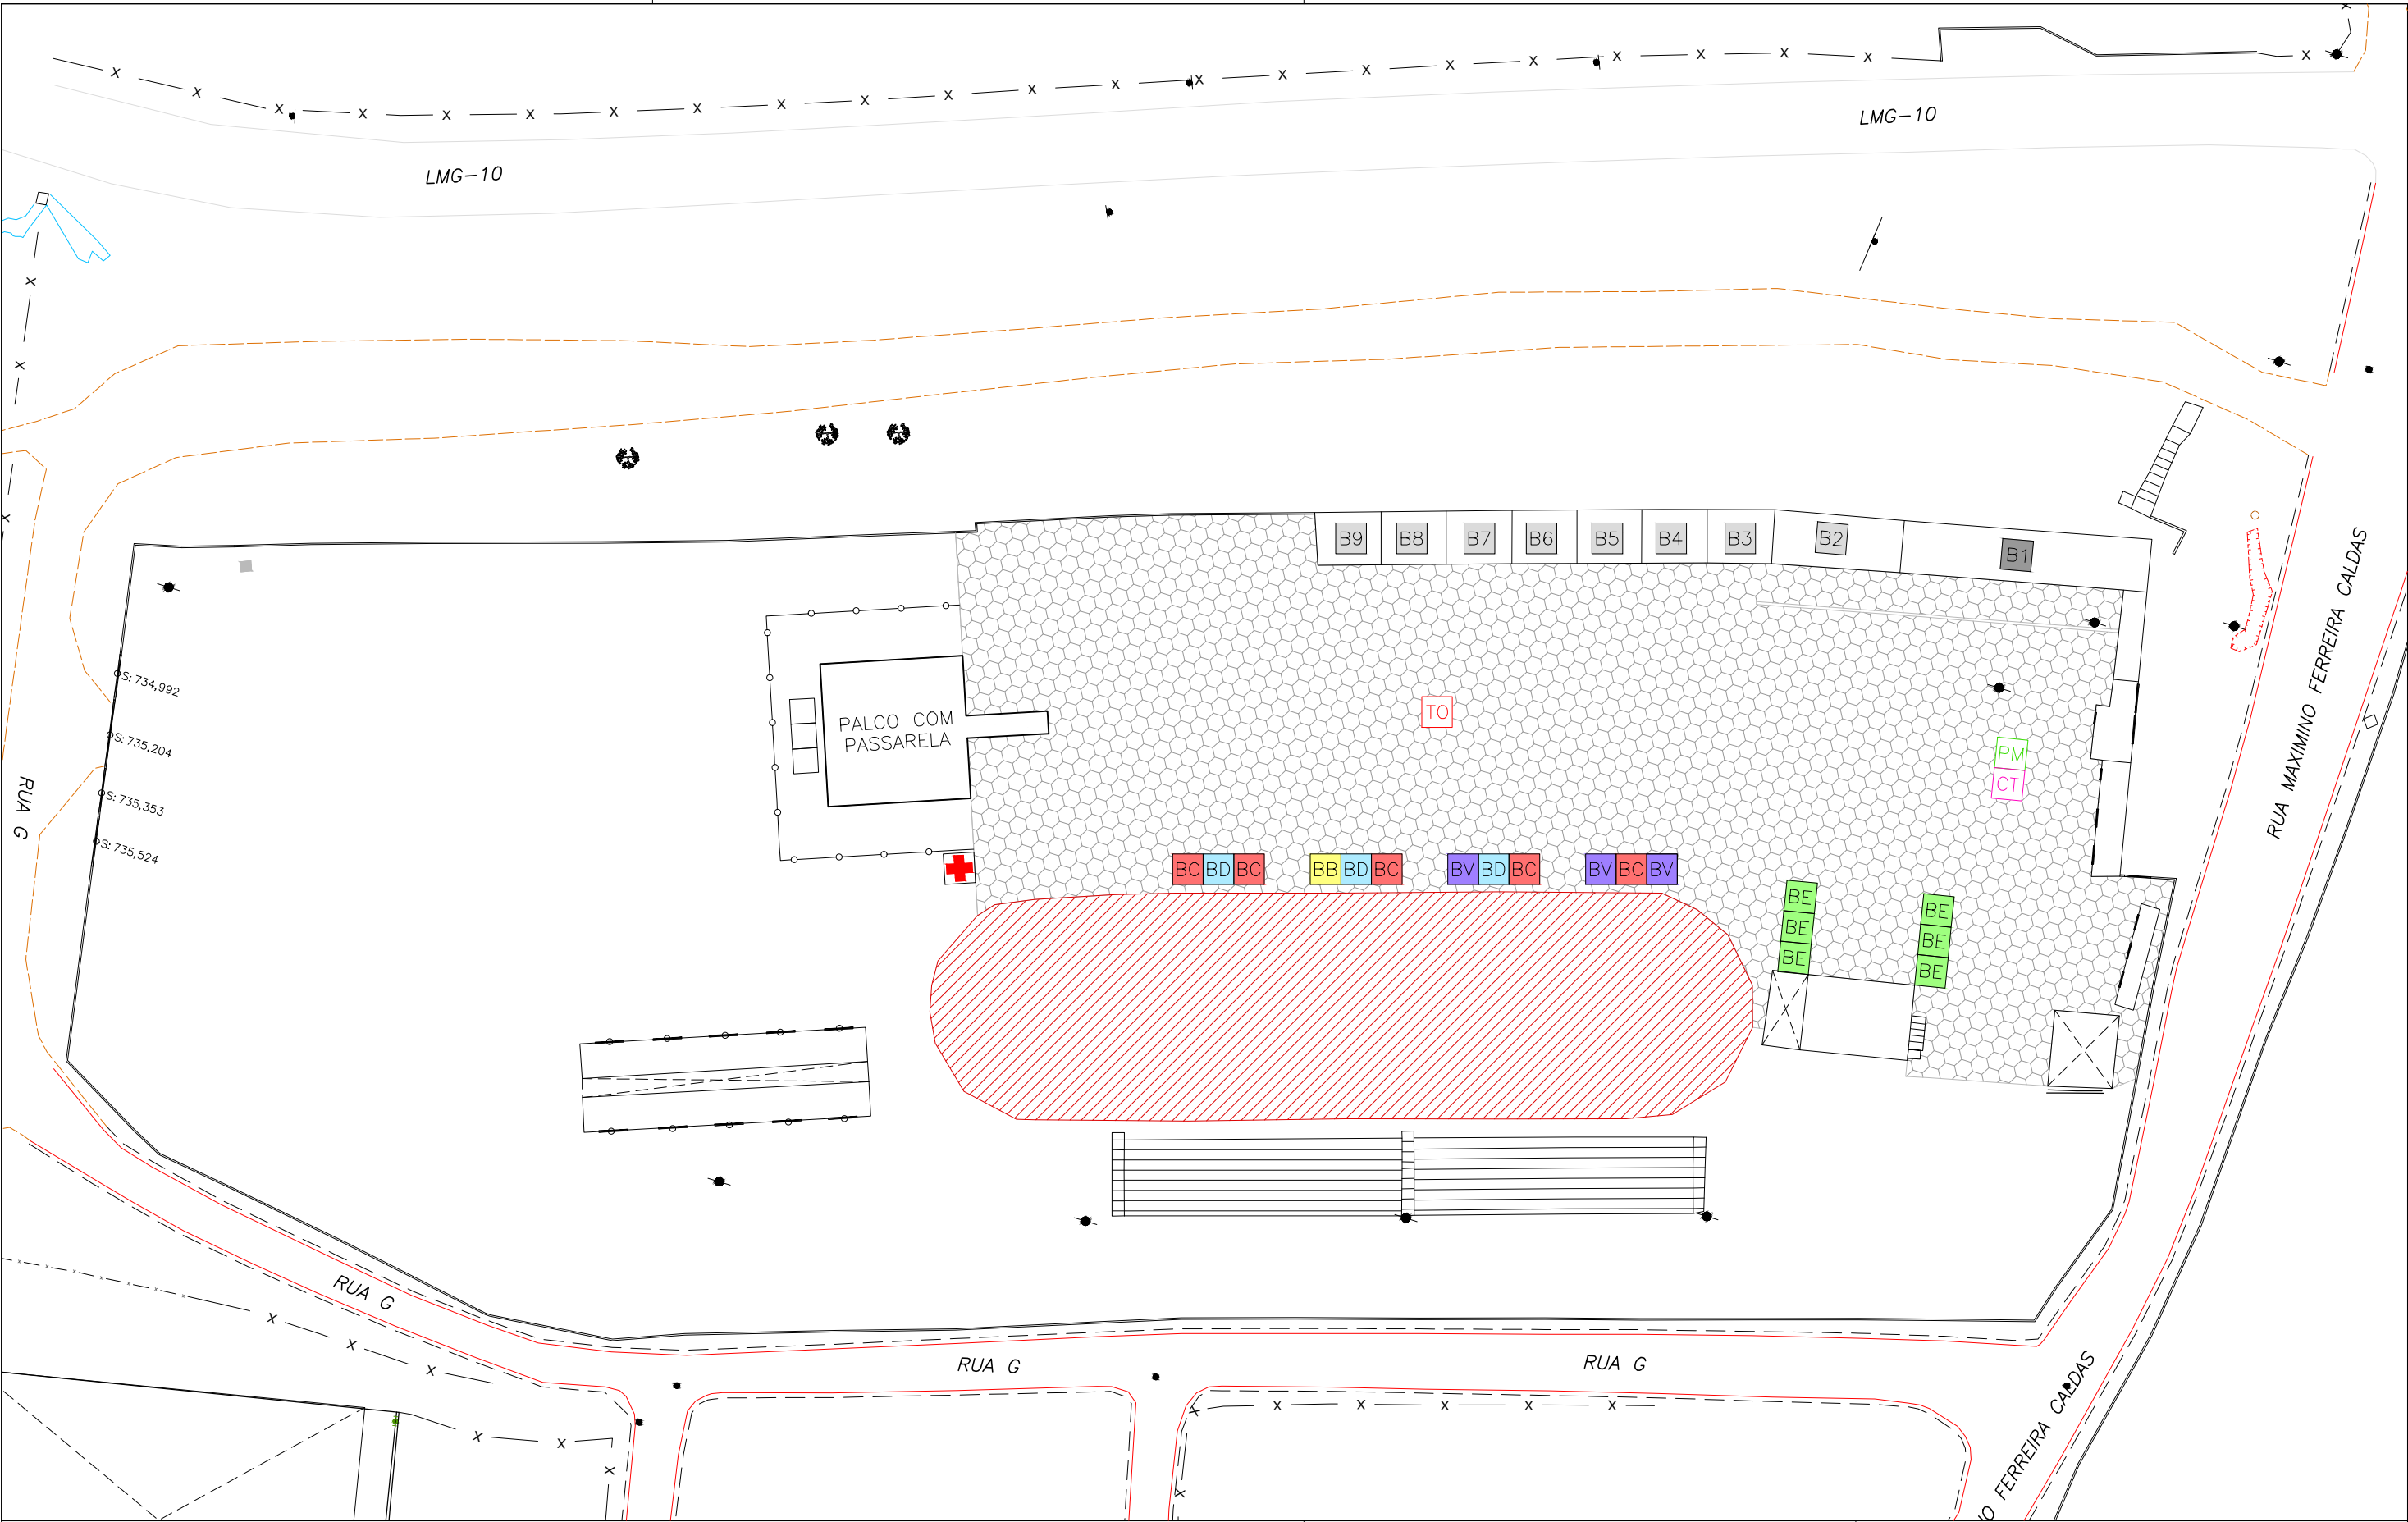 LMG-10
LMG-10
B9 B8 B7 B6 B5 B4 B3 B2 B1
RUA MAXIMINO FERREIRA CALDAS
S: 734,992
S: 735,204
S: 735,353
S: 735,524
RUA G
PALCO COM
PASSARELA
TO
PM
CT
BC BD BC BB BD BC BV BD BC BV BC BV
BE
BE
BE
BE
BE
BE
RUA G
RUA G
RUA G
FERREIRA CALDAS